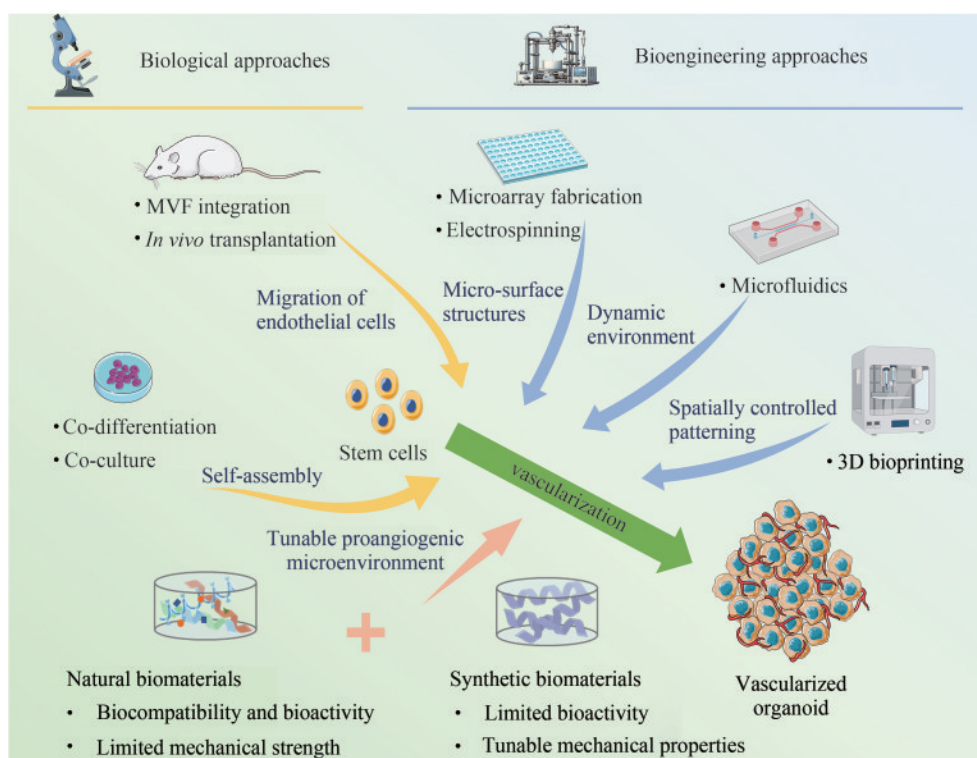 Biological approaches
Bioengineering approaches
• MVF integration
• In vivo transplantation
• Microarray fabrication
• Electrospinning
• Microfluidics
Migration of
endothelial cells
Micro-surface
structures
Dynamic
environment
• Co-differentiation
• Co-culture
Stem cells
Spatially controlled
patterning
• 3D bioprinting
Self-assembly
vascularization
Tunable proangiogenic
microenvironment
+
Natural biomaterials
• Biocompatibility and bioactivity
• Limited mechanical strength
Synthetic biomaterials
• Limited bioactivity
• Tunable mechanical properties
Vascularized
organoid